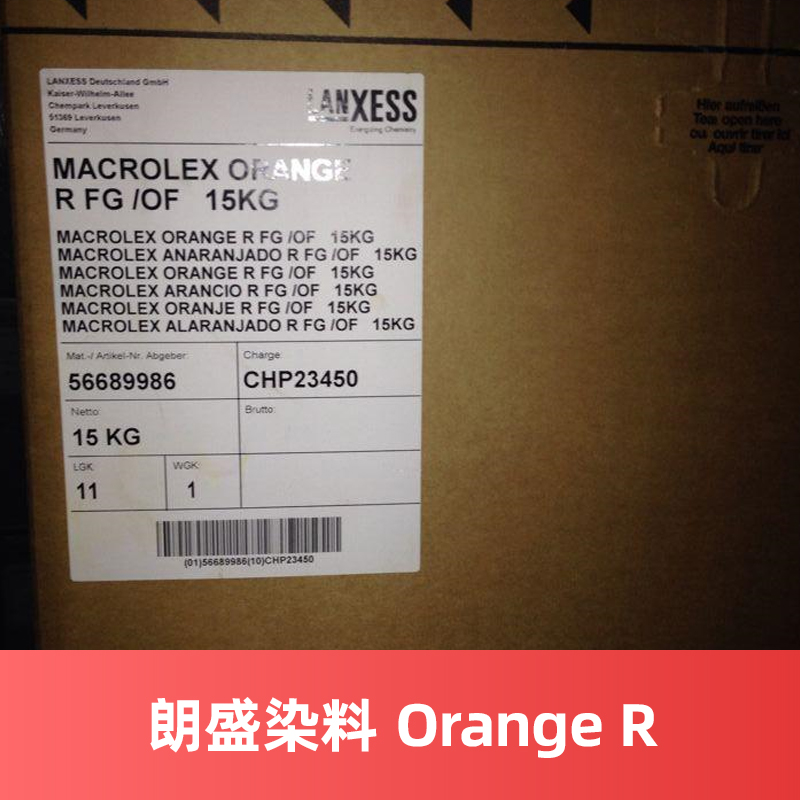 LANXESS Deutschland GmbH
Kaiser-Wilhelm-Allee
Chempark Leverkusen
51369 Leverkusen
Germany
LANXESS
Energizing Chemistry
MACROLEX ORANGE
R FG /OF 15KG
MACROLEX ORANGE R FG /OF 15KG
MACROLEX ANARANJADO R FG /OF 15KG
MACROLEX ORANGE R FG /OF 15KG
MACROLEX ARANCIO R FG /OF 15KG
MACROLEX ORANJE R FG /OF 15KG
MACROLEX ALARANJADO R FG /OF 15KG
Mat.-/ Artikel-Nr. Abgeber:
56689986
Charge:
CHP23450
Netto:
15 KG
Brutto:
LGK:
11
WGK:
1
(01)56689986(10)CHP23450
Hier aufreißen
Tear open here
ou ouvrir tirer ici
Aqui tirar
朗盛染料 Orange R